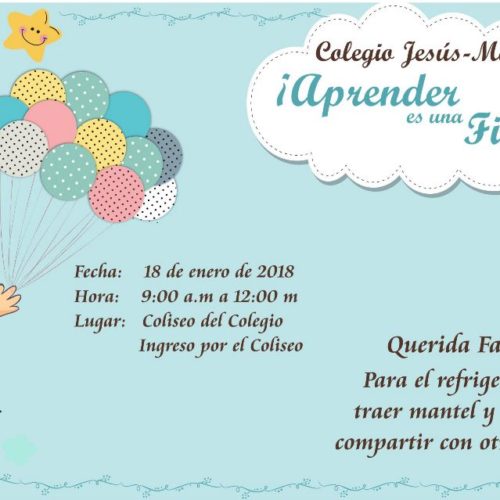 Colegio Jesús-M
¡Aprender
es una
Fi
Fecha: 18 de enero de 2018
Hora: 9:00 a.m a 12:00 m
Lugar: Coliseo del Colegio
Ingreso por el Coliseo
Querida Fa
Para el refrige
traer mantel y
compartir con ot